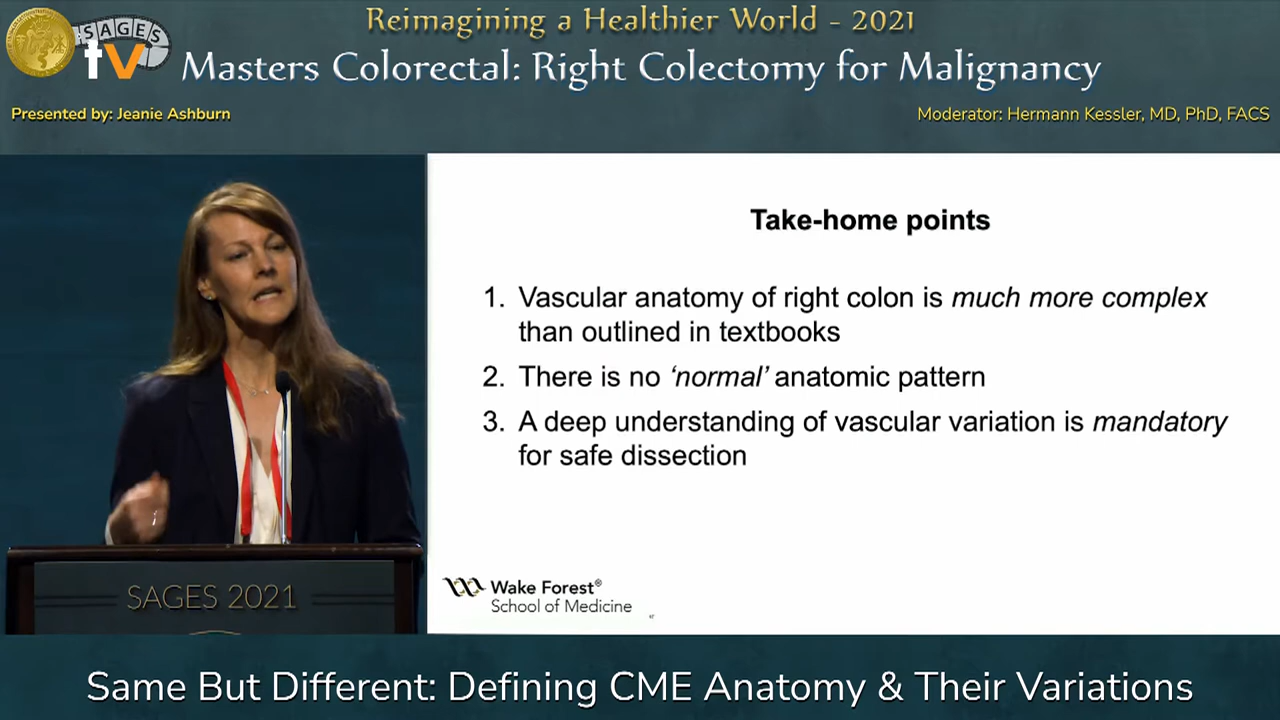 Reimagining a Healthier World - 2021
SAGES
tv
Masters Colorectal: Right Colectomy for Malignancy
Presented by: Jeanie Ashburn
Moderator: Hermann Kessler, MD, PhD, FACS
Take-home points
1. Vascular anatomy of right colon is much more complex
than outlined in textbooks
2. There is no ‘normal’ anatomic pattern
3. A deep understanding of vascular variation is mandatory
for safe dissection
Wake Forest®
School of Medicine
SAGES 2021
Same But Different: Defining CME Anatomy & Their Variations